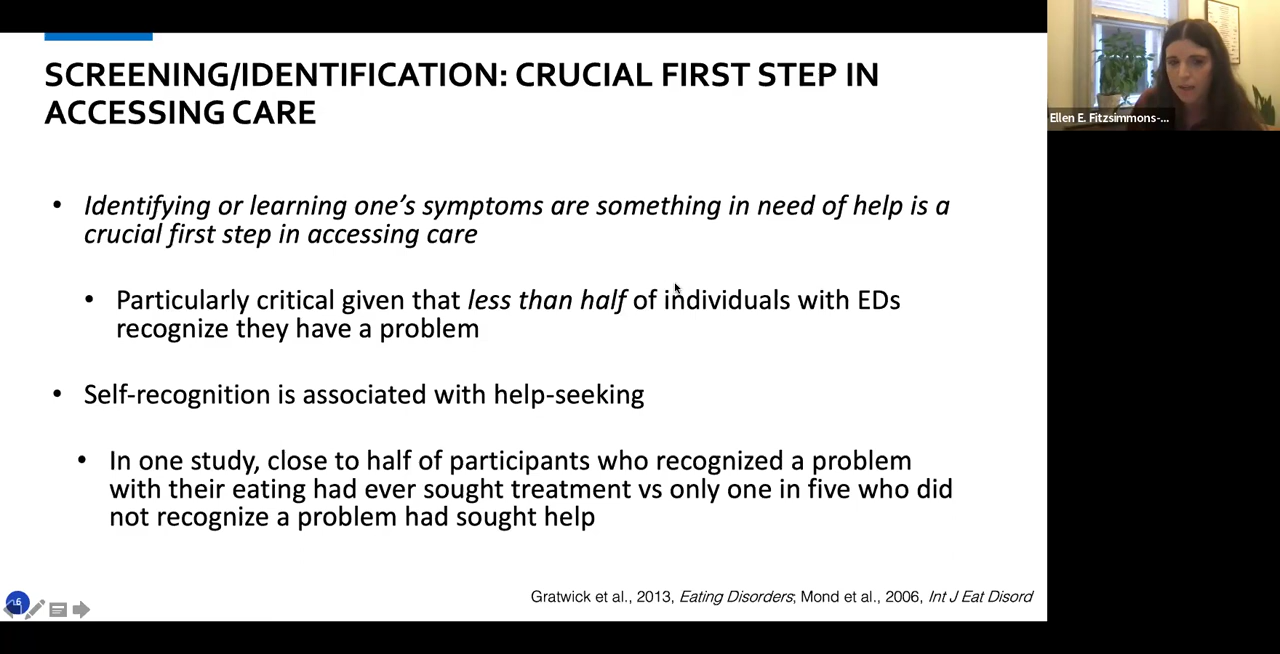 SCREENING/IDENTIFICATION: CRUCIAL FIRST STEP IN
ACCESSING CARE
• Identifying or learning one's symptoms are something in need of help is a
crucial first step in accessing care
• Particularly critical given that less than half of individuals with EDs
recognize they have a problem
• Self-recognition is associated with help-seeking
• In one study, close to half of participants who recognized a problem
with their eating had ever sought treatment vs only one in five who did
not recognize a problem had sought help
Gratwick et al., 2013, Eating Disorders; Mond et al., 2006, Int J Eat Disord
Ellen E. Fitzsimmons-...